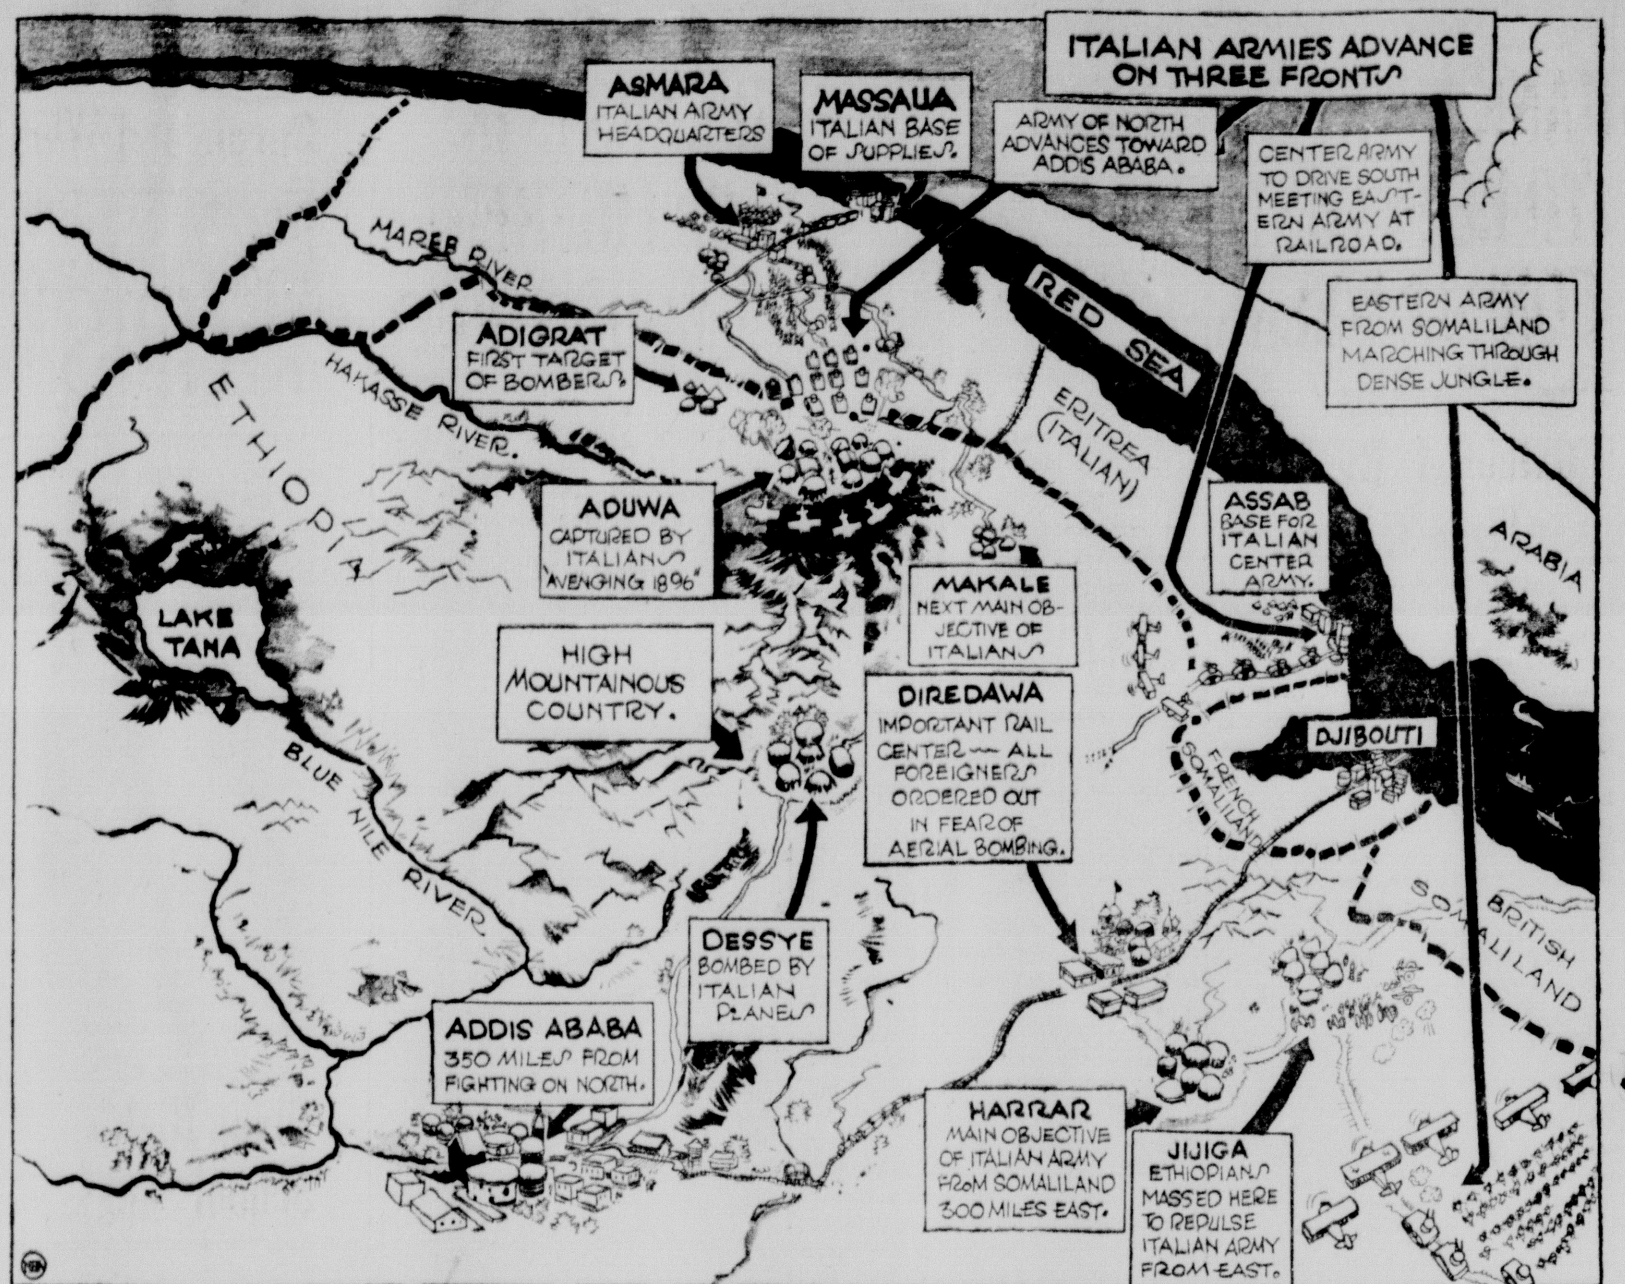 ITALIAN ARMIES ADVANCE
ON THREE FRONTS
ASMARA
ITALIAN ARMY
HEADQUARTERS
MASSAUA
ITALIAN BASE
OF SUPPLIES.
ARMY OF NORTH
ADVANCES TOWARD
ADDIS ABABA.
CENTER ARMY
TO DRIVE SOUTH
MEETING EAST-
ERN ARMY AT
RAILROAD.
EASTERN ARMY
FROM SOMALILAND
MARCHING THROUGH
DENSE JUNGLE.
MAREB RIVER
RED SEA
ADIGRAT
FIRST TARGET
OF BOMBERS.
HAKASSE RIVER.
ETHIOPIA
ERITREA
(ITALIAN)
ADUWA
CAPTURED BY
ITALIANS
"AVENGING 1896"
ASSAB
BASE FOR
ITALIAN
CENTER
ARMY.
ARABIA
MAKALE
NEXT MAIN OB-
JECTIVE OF
ITALIANS
LAKE
TANA
HIGH
MOUNTAINOUS
COUNTRY.
DIREDAWA
IMPORTANT RAIL
CENTER — ALL
FOREIGNERS
ORDERED OUT
IN FEAR OF
AERIAL BOMBING.
DJIBOUTI
FRENCH
SOMALILAND
BLUE NILE RIVER.
BRITISH
SOMALILAND
DESSYE
BOMBED BY
ITALIAN
PLANES
ADDIS ABABA
350 MILES FROM
FIGHTING ON NORTH.
HARRAR
MAIN OBJECTIVE
OF ITALIAN ARMY
FROM SOMALILAND
300 MILES EAST.
JIJIGA
ETHIOPIANS
MASSED HERE
TO REPULSE
ITALIAN ARMY
FROM EAST.